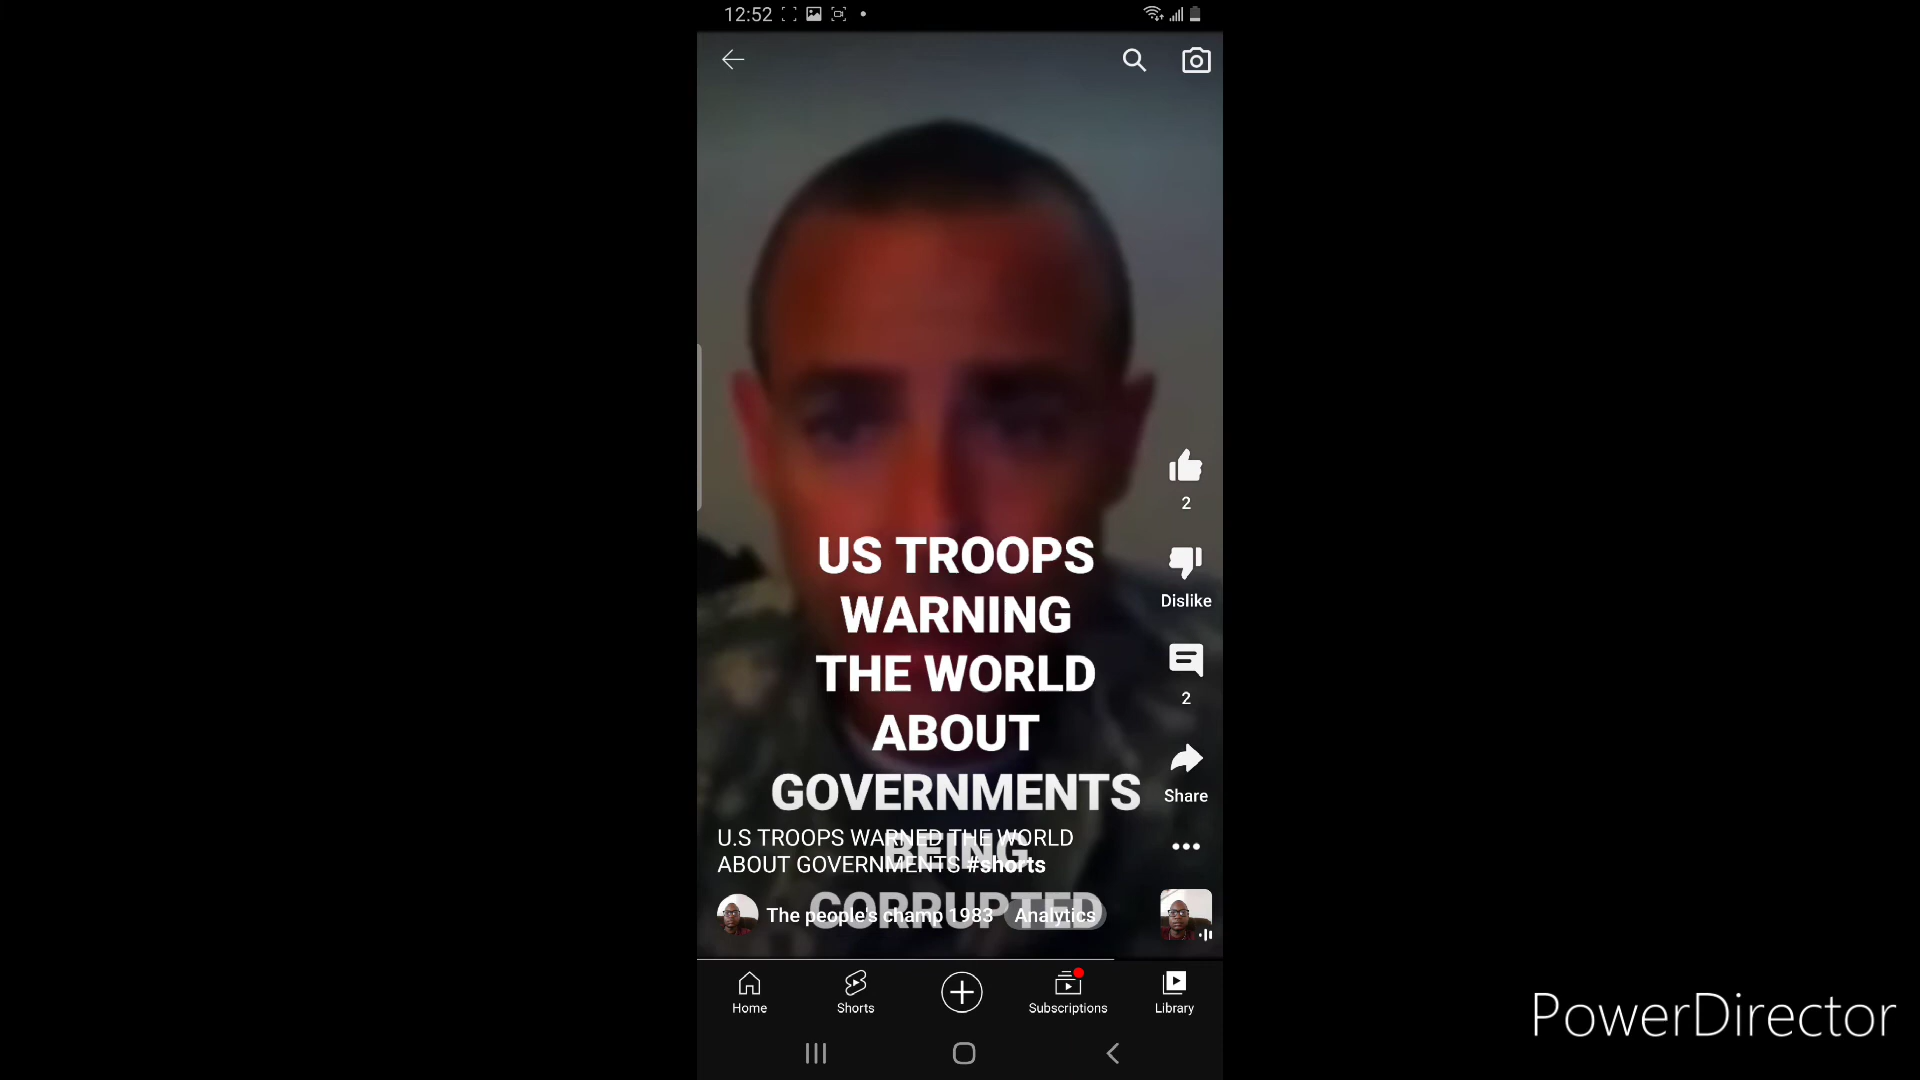 12:52
US TROOPS
WARNING
THE WORLD
ABOUT
GOVERNMENTS
BEING
CORRUPTED
2
Dislike
2
Share
U.S TROOPS WARNED THE WORLD
ABOUT GOVERNMENTS #shorts
The people's champ 1983 Analytics
Home Shorts Subscriptions Library
PowerDirector